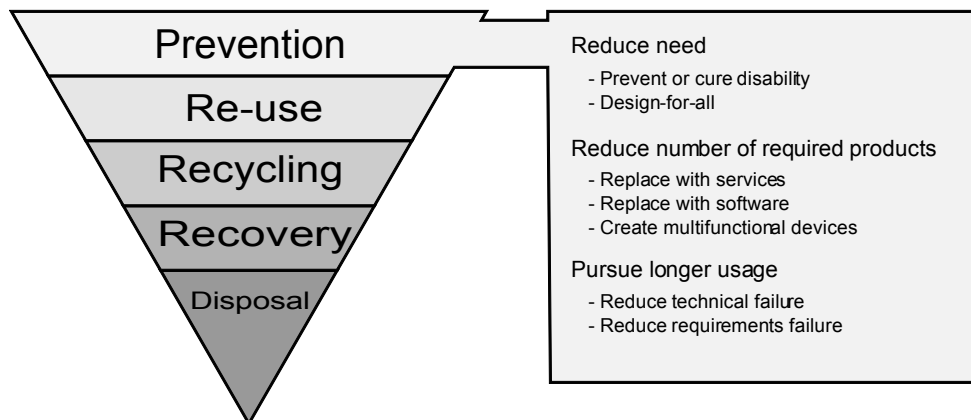 Prevention
Re-use
Recycling
Recovery
Disposal
Reduce need
- Prevent or cure disability
- Design-for-all
Reduce number of required products
- Replace with services
- Replace with software
- Create multifunctional devices
Pursue longer usage
- Reduce technical failure
- Reduce requirements failure